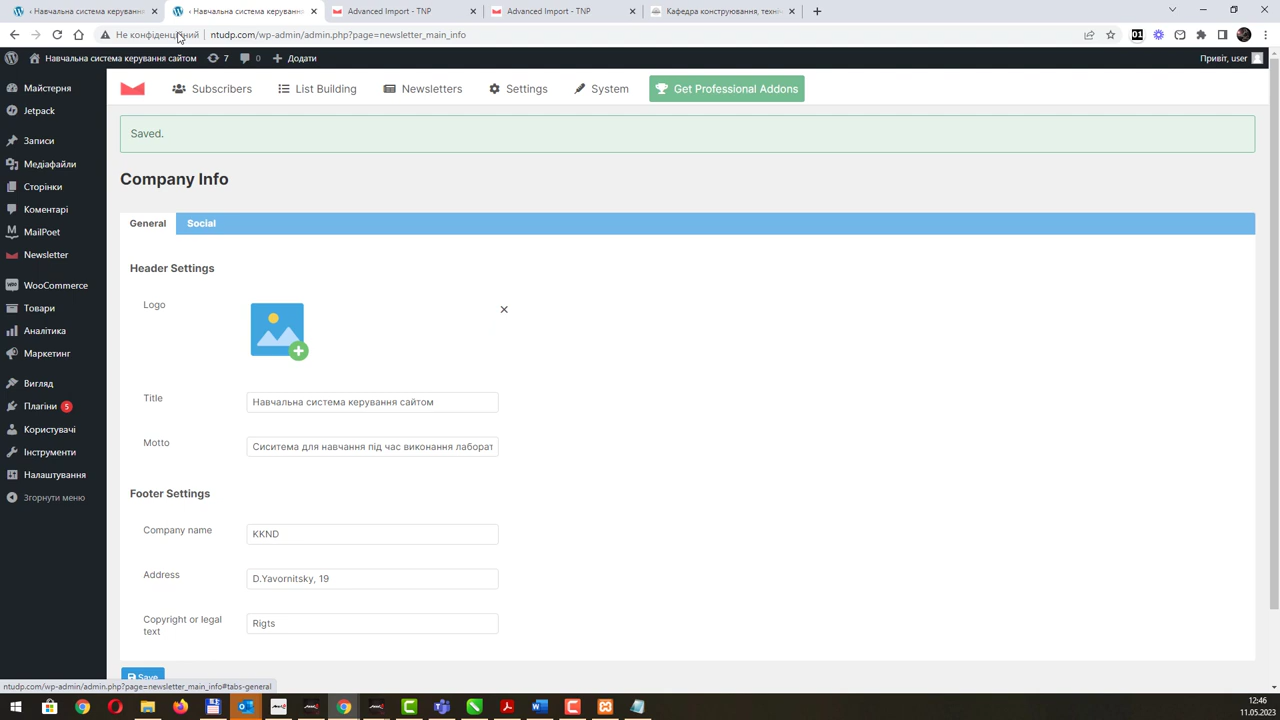 ‹ Навчальна система керування
‹ Навчальна система керування
Advanced Import - TNP
Advanced Import - TNP
Кафедра конструювання, техні
Не конфіденційний
ntudp.com/wp-admin/admin.php?page=newsletter_main_info
Навчальна система керування сайтом
7
0
Додати
Привіт, user
Майстерня
Jetpack
Записи
Медіафайли
Сторінки
Коментарі
MailPoet
Newsletter
WooCommerce
Товари
Аналітика
Маркетинг
Вигляд
Плагіни 5
Користувачі
Інструменти
Налаштування
Згорнути меню
Subscribers
List Building
Newsletters
Settings
System
Get Professional Addons
Saved.
Company Info
General
Social
Header Settings
Logo
Title
Навчальна система керування сайтом
Motto
Сиситема для навчання під час виконання лаборат
Footer Settings
Company name
KKND
Address
D.Yavornitsky, 19
Copyright or legal
text
Rigts
Save
ntudp.com/wp-admin/admin.php?page=newsletter_main_info#tabs-general
12:46
11.05.2023